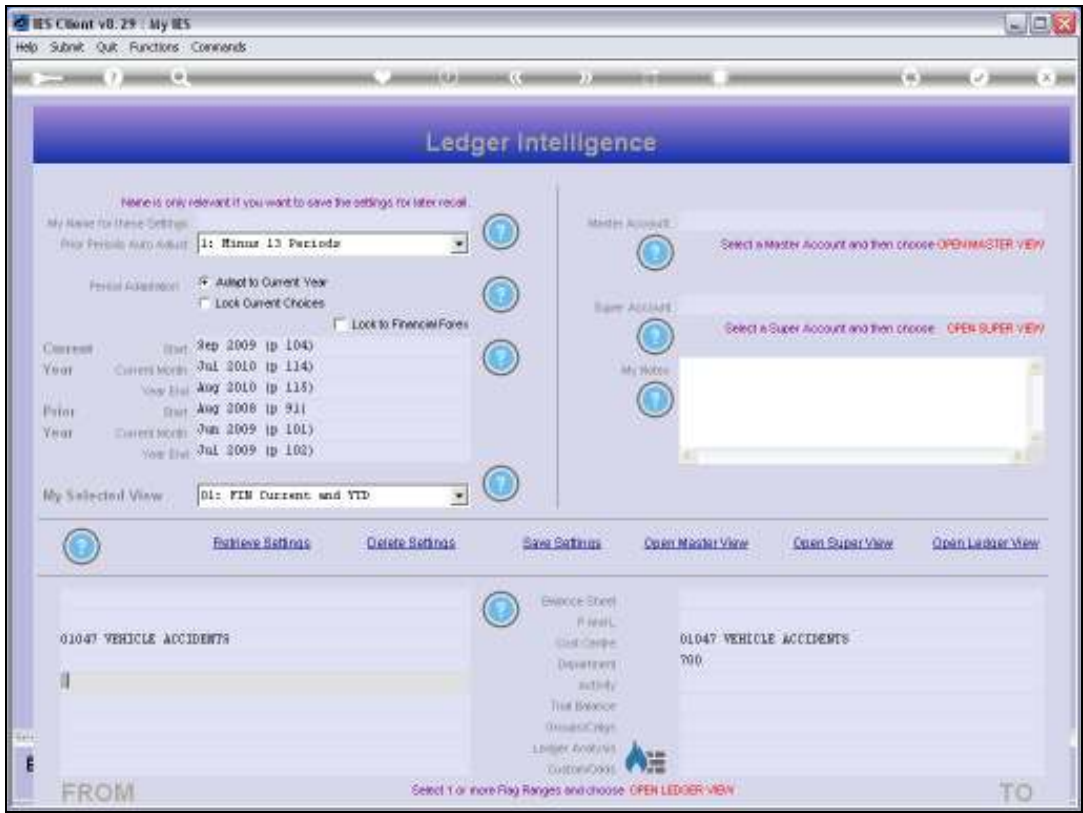 IES Client v8.29 : My IES
Help Submit Quit Functions Commands
Ledger Intelligence
Name is only relevant if you want to save the settings for later recall.
My Name for these Settings
Prior Periods Auto Adjust
1: Minus 13 Periods
Period Adaptation
Adapt to Current Year
Lock Current Choices
Lock to Financial Forex
Current Year
Start Sep 2009 (p 104)
Current Month Jul 2010 (p 114)
Year End Aug 2010 (p 115)
Prior Year
Start Aug 2008 (p 91)
Current Month Jun 2009 (p 101)
Year End Jul 2009 (p 102)
My Selected View
01: FIN Current and YTD
Master Account
Select a Master Account and then choose OPEN MASTER VIEW
Super Account
Select a Super Account and then choose OPEN SUPER VIEW
My Notes
Retrieve Settings Delete Settings Save Settings Open Master View Open Super View Open Ledger View
Balance Sheet
P and L
01047 VEHICLE ACCIDENTS Cost Centre 01047 VEHICLE ACCIDENTS
Department 700
Activity
Trial Balance
Ledger Analysis
FROM
Select 1 or more Flag Ranges and choose OPEN LEDGER VIEW
TO